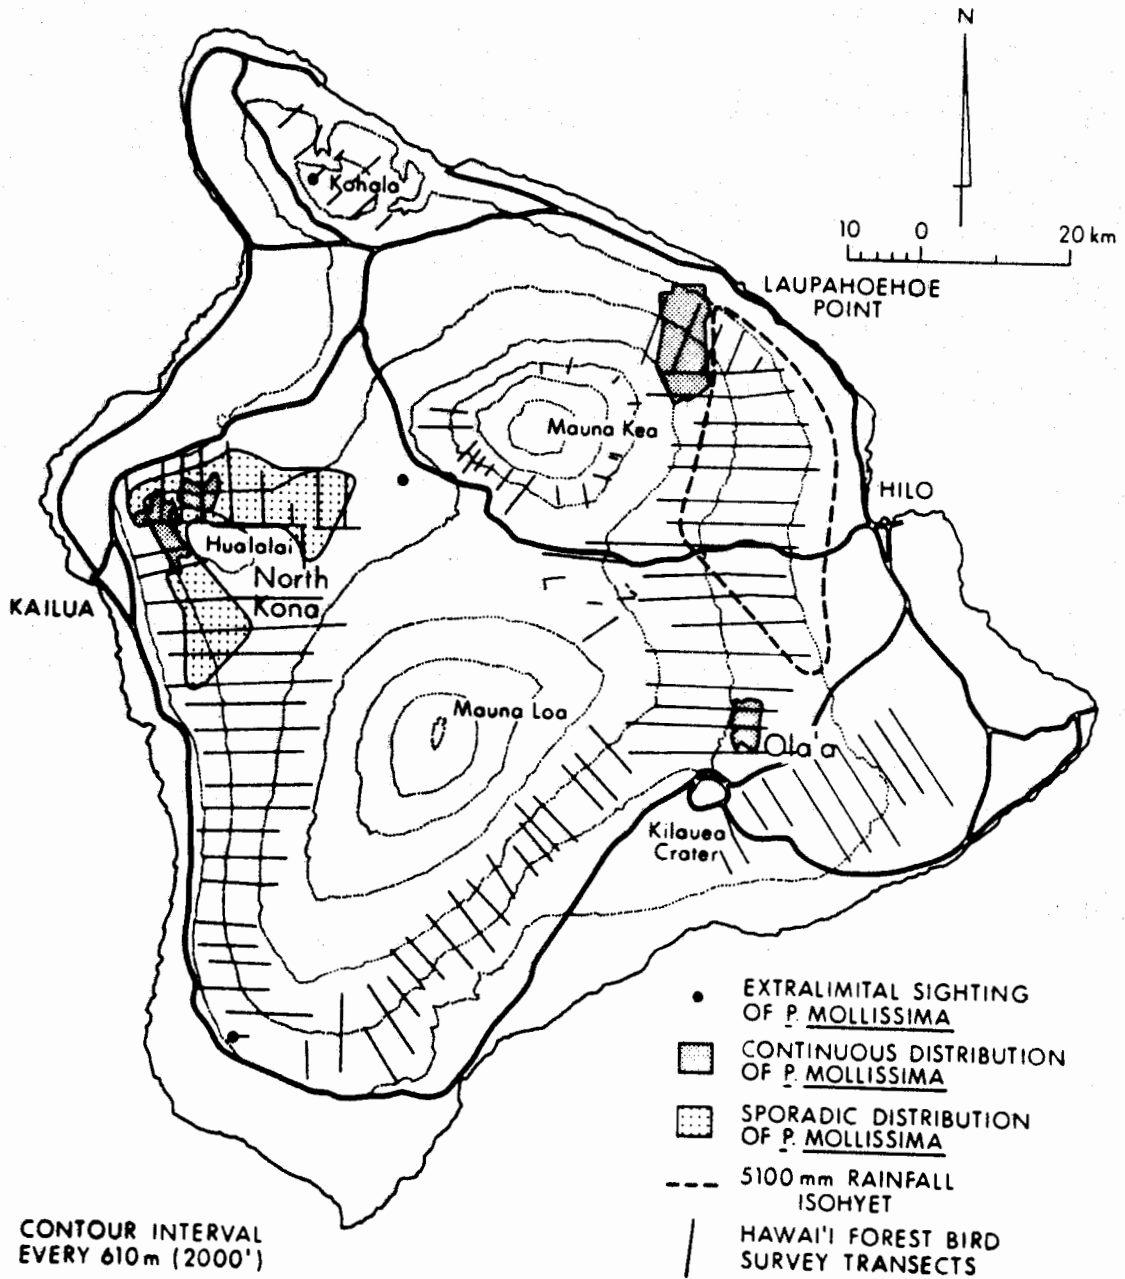 N
10 0 20 km
Kohala
LAUPAHOEHOE
POINT
Mauna Kea
HILO
Hualalai
North
Kona
KAILUA
Mauna Loa
Olaa
Kilauea
Crater
EXTRALIMITAL SIGHTING
OF P. MOLLISSIMA
CONTINUOUS DISTRIBUTION
OF P. MOLLISSIMA
SPORADIC DISTRIBUTION
OF P. MOLLISSIMA
5100 mm RAINFALL
ISOHYET
HAWAI'I FOREST BIRD
SURVEY TRANSECTS
CONTOUR INTERVAL
EVERY 610 m (2000')